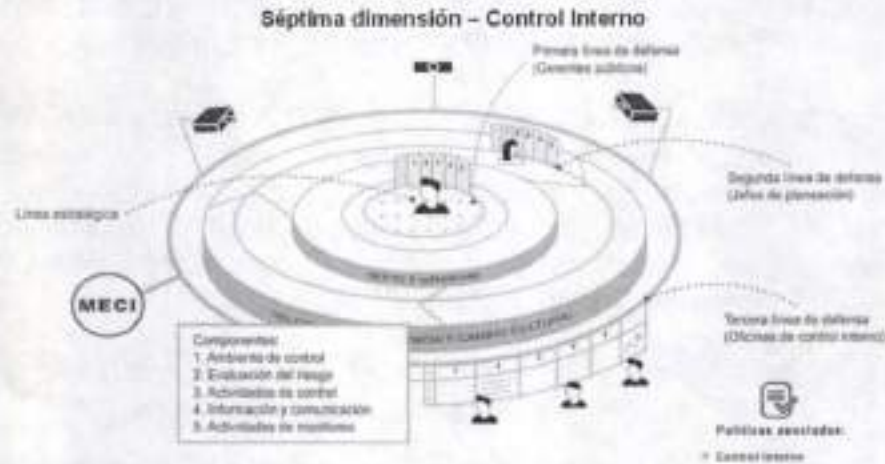 Séptima dimensión – Control Interno
Primera línea de defensa
(Gerentes públicos)
Segunda línea de defensa
(Jefes de planeación)
Línea estratégica
MECI
CAMBIO CULTURAL
Tercera línea de defensa
(Oficinas de control interno)
Componentes:
1. Ambiente de control
2. Evaluación del riesgo
3. Actividades de control
4. Información y comunicación
5. Actividades de monitoreo
Políticas asociadas:
Control Interno